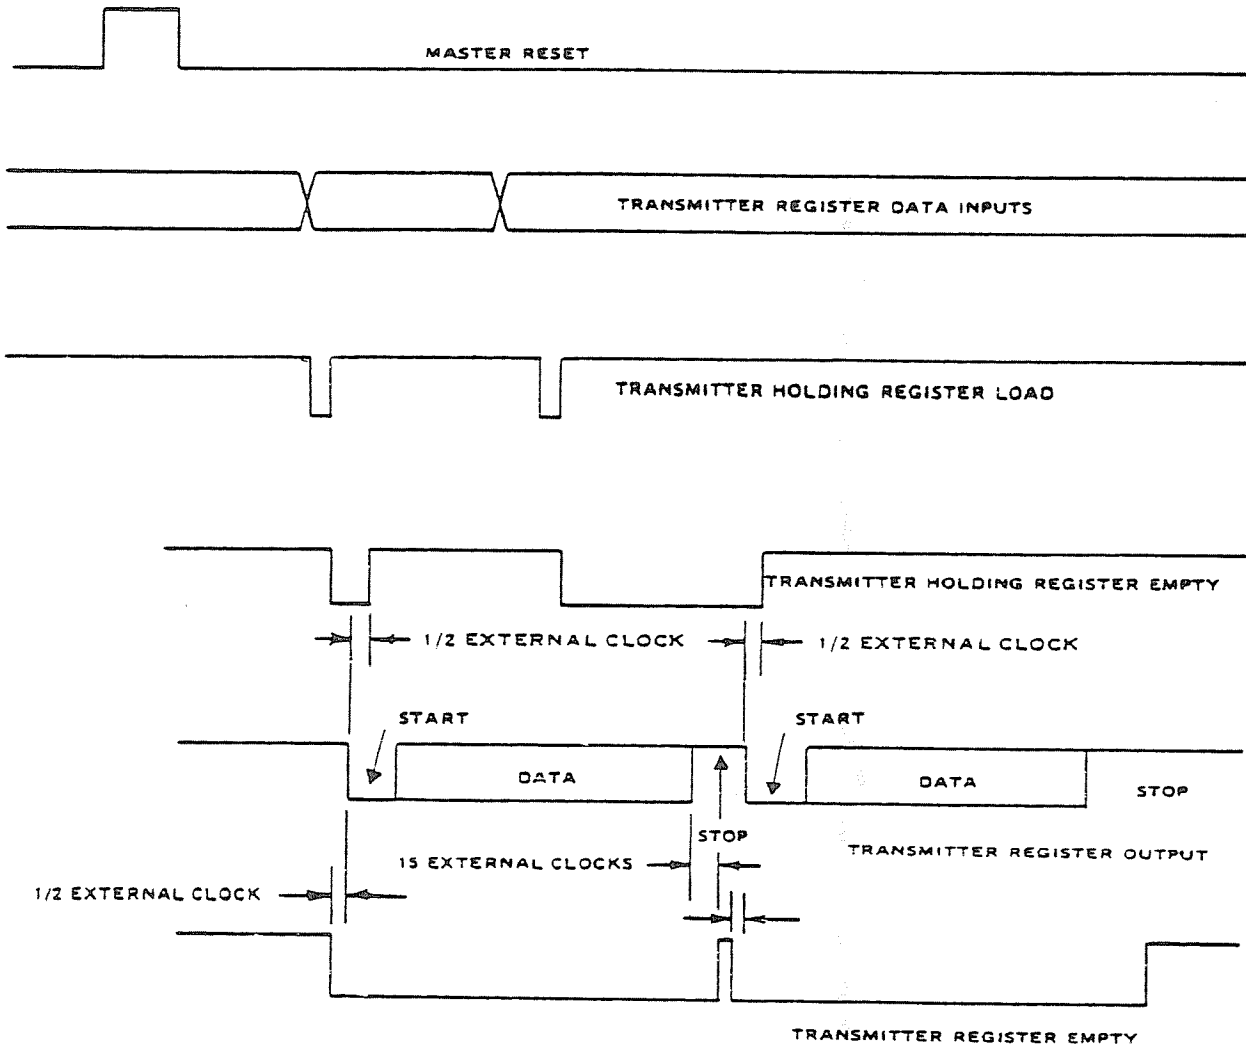 MASTER RESET
TRANSMITTER REGISTER DATA INPUTS
TRANSMITTER HOLDING REGISTER LOAD
TRANSMITTER HOLDING REGISTER EMPTY
1/2 EXTERNAL CLOCK
1/2 EXTERNAL CLOCK
START
START
DATA
DATA
STOP
STOP
TRANSMITTER REGISTER OUTPUT
15 EXTERNAL CLOCKS
1/2 EXTERNAL CLOCK
TRANSMITTER REGISTER EMPTY